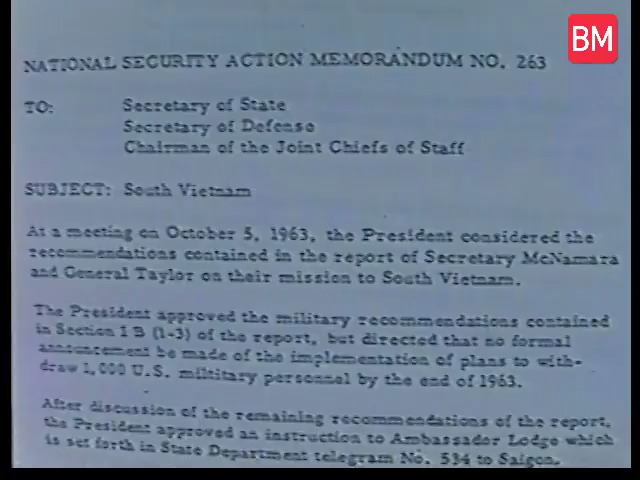 BM
NATIONAL SECURITY ACTION MEMORANDUM NO. 263
TO: Secretary of State
Secretary of Defense
Chairman of the Joint Chiefs of Staff
SUBJECT: South Vietnam
At a meeting on October 5, 1963, the President considered the
recommendations contained in the report of Secretary McNamara
and General Taylor on their mission to South Vietnam.
The President approved the military recommendations contained
in Section I B (1-3) of the report, but directed that no formal
announcement be made of the implementation of plans to with-
draw 1,000 U.S. military personnel by the end of 1963.
After discussion of the remaining recommendations of the report,
the President approved an instruction to Ambassador Lodge which
is set forth in State Department telegram No. 534 to Saigon.